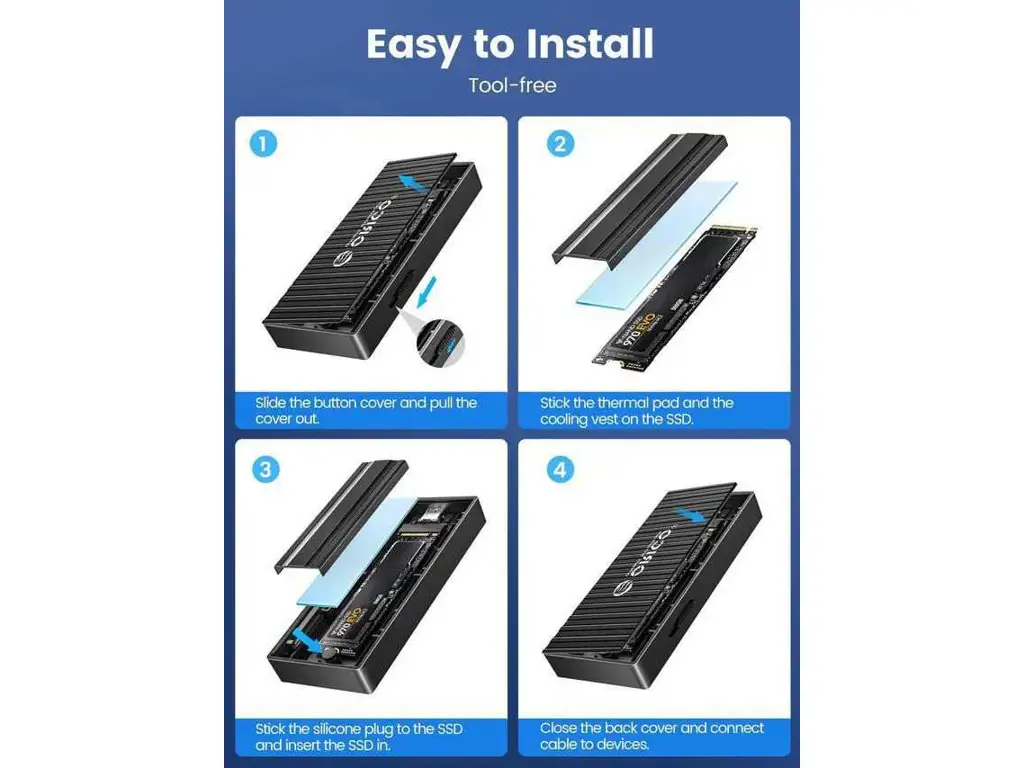 Easy to Install
Tool-free
1
ORICO
Slide the button cover and pull the
cover out.
2
970 EVO
Stick the thermal pad and the
cooling vest on the SSD.
3
970 EVO
Stick the silicone plug to the SSD
and insert the SSD in.
4
ORICO
Close the back cover and connect
cable to devices.